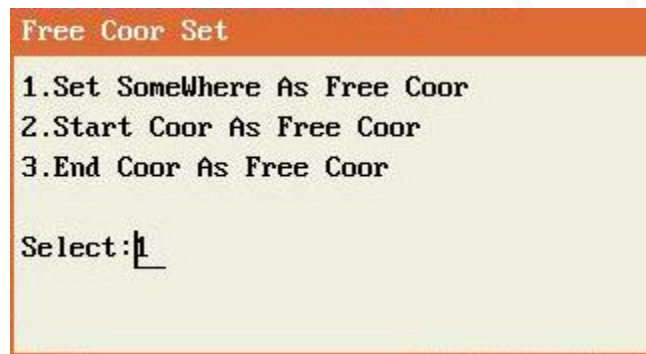 Free Coor Set
1.Set SomeWhere As Free Coor
2.Start Coor As Free Coor
3.End Coor As Free Coor
Select:1